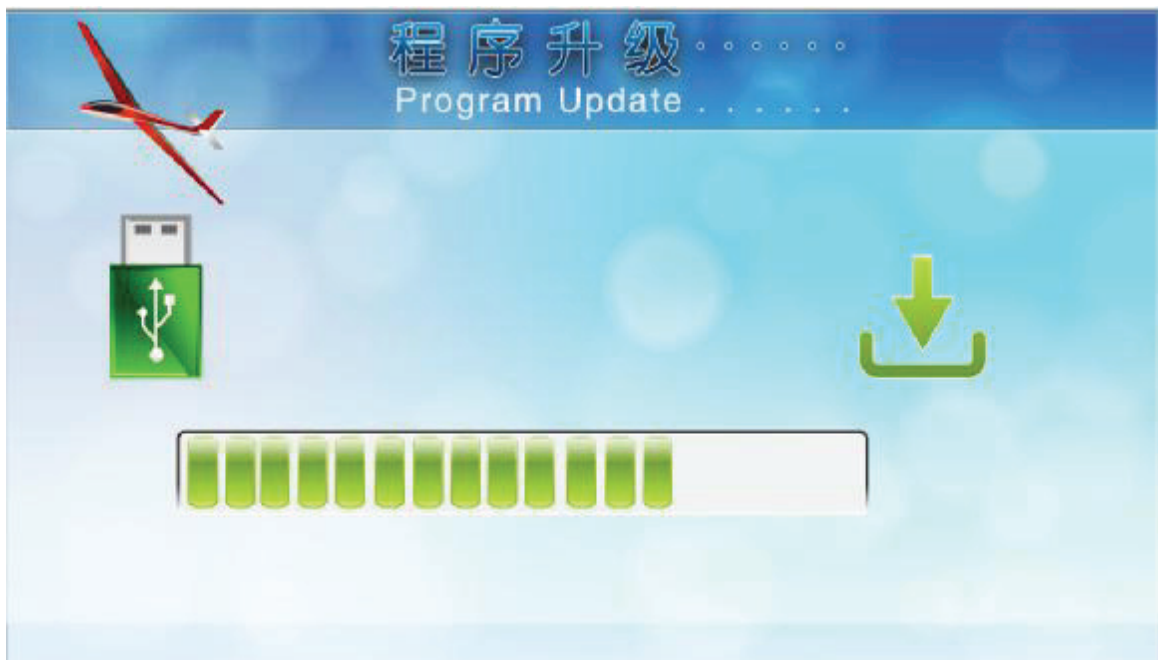 程序升级······
Program Update . . . . . .